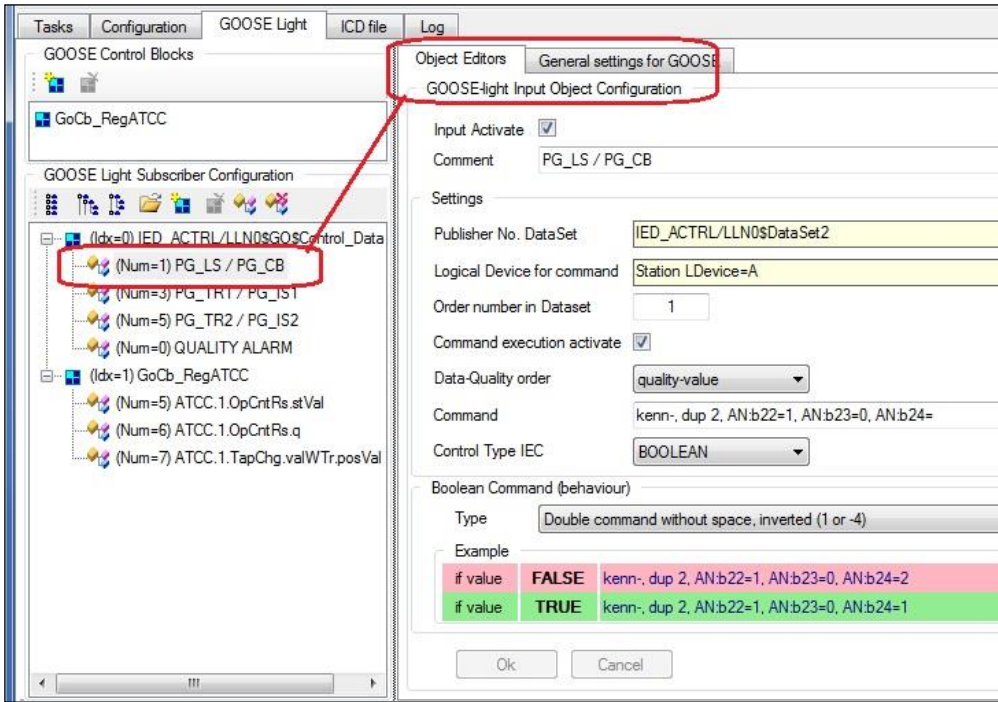 Tasks Configuration GOOSE Light ICD file Log
GOOSE Control Blocks
GoCb_RegATCC
GOOSE Light Subscriber Configuration
(Idx=0) IED_ACTRL/LLN0$GO$Control_Data
(Num=1) PG_LS / PG_CB
(Num=3) PG_TR1 / PG_IS1
(Num=5) PG_TR2 / PG_IS2
(Num=0) QUALITY ALARM
(Idx=1) GoCb_RegATCC
(Num=5) ATCC.1.OpCntRs.stVal
(Num=6) ATCC.1.OpCntRs.q
(Num=7) ATCC.1.TapChg.valWTr.posVal
Object Editors General settings for GOOSE
GOOSE-light Input Object Configuration
Input Activate
Comment PG_LS / PG_CB
Settings
Publisher No. DataSet IED_ACTRL/LLN0$DataSet2
Logical Device for command Station LDevice=A
Order number in Dataset 1
Command execution activate
Data-Quality order quality-value
Command kenn-, dup 2, AN:b22=1, AN:b23=0, AN:b24=
Control Type IEC BOOLEAN
Boolean Command (behaviour)
Type Double command without space, inverted (1 or -4)
Example
if value FALSE kenn-, dup 2, AN:b22=1, AN:b23=0, AN:b24=2
if value TRUE kenn-, dup 2, AN:b22=1, AN:b23=0, AN:b24=1
Ok Cancel